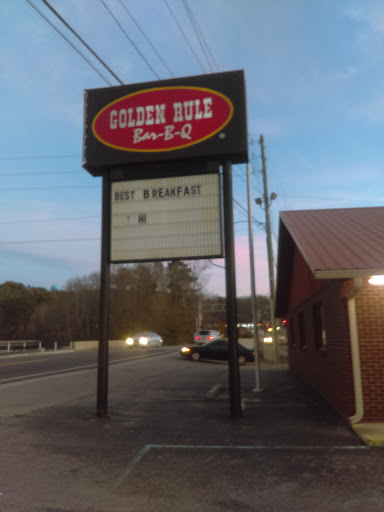 GOLDEN RULE
Bar-B-Q
BEST BREAKFAST
' HI